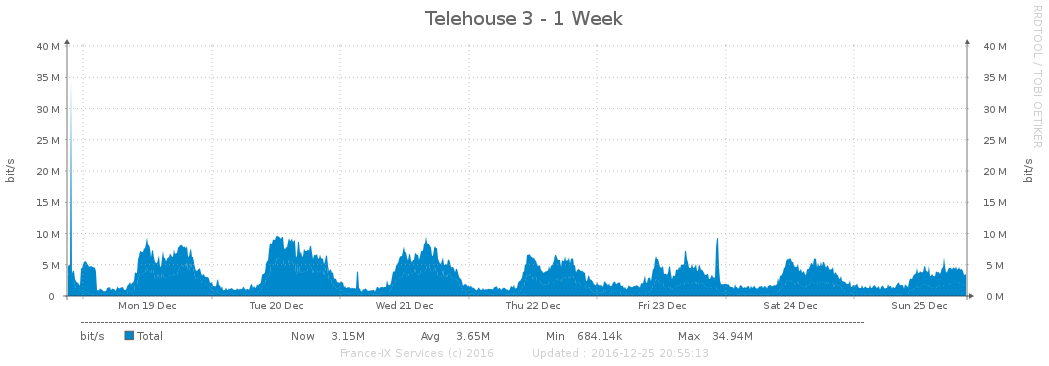 Telehouse 3 - 1 Week
RRDTOOL / TOBI OETIKER
bit/s
40 M
35 M
30 M
25 M
20 M
15 M
10 M
5 M
0
40 M
35 M
30 M
25 M
20 M
15 M
10 M
5 M
0 M
bit/s
Mon 19 Dec Tue 20 Dec Wed 21 Dec Thu 22 Dec Fri 23 Dec Sat 24 Dec Sun 25 Dec
bit/s Total Now 3.15M Avg 3.65M Min 684.14k Max 34.94M
France-IX Services (c) 2016 Updated : 2016-12-25 20:55:13